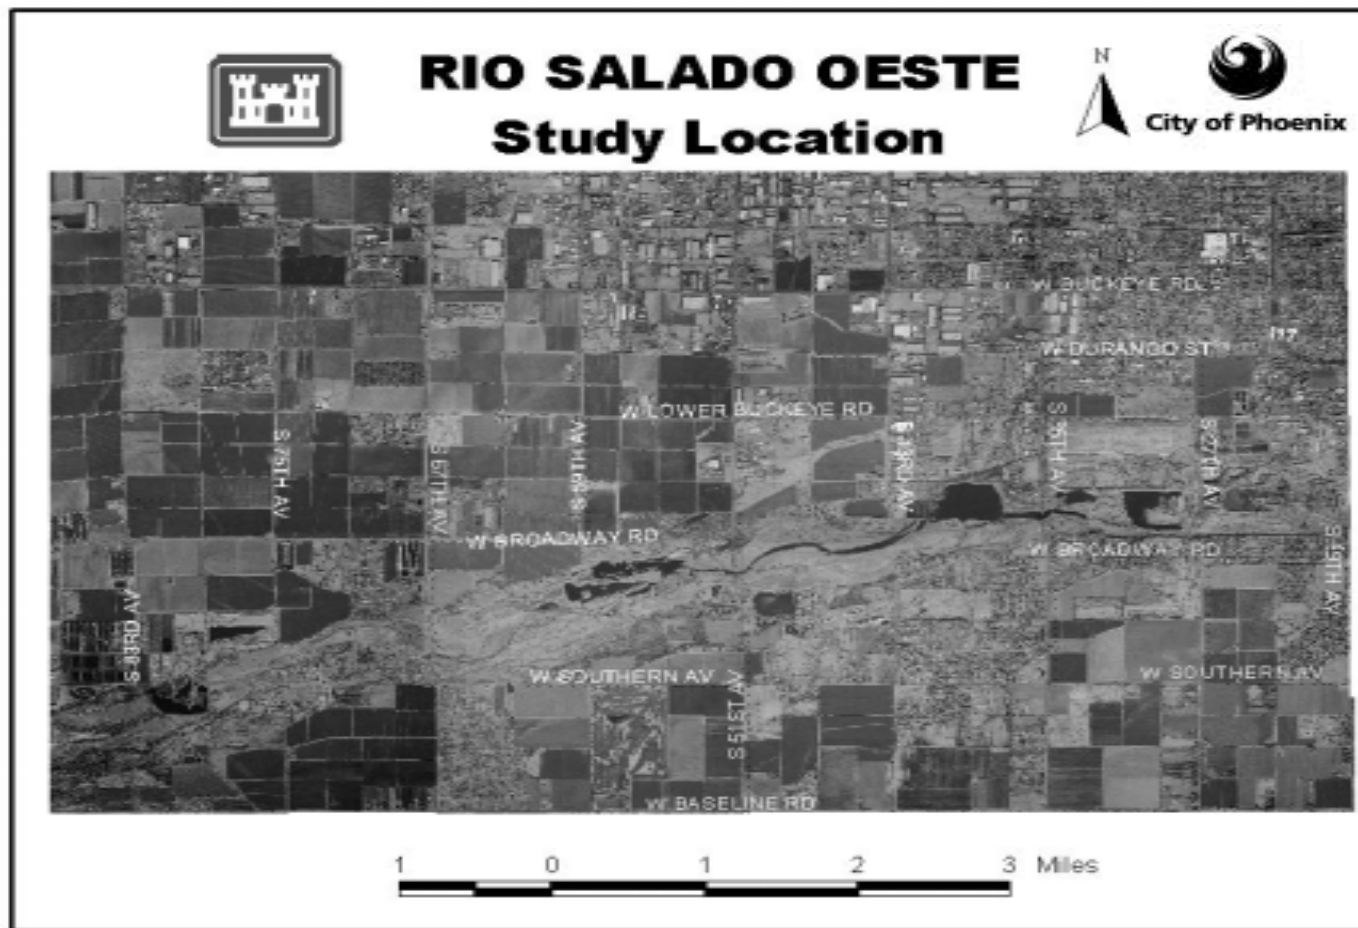 RIO SALADO OESTE
Study Location
N
City of Phoenix
W BUCKEYE RD
I17
W DURANGO ST
W LOWER BUCKEYE RD
S 75TH AV
S 67TH AV
S 59TH AV
S 43RD AV
S 35TH AV
S 27TH AV
W BROADWAY RD
W BROADWAY RD
S 19TH AV
S 83RD AV
W SOUTHERN AV
W SOUTHERN AV
S 51ST AV
W BASELINE RD
1 0 1 2 3 Miles